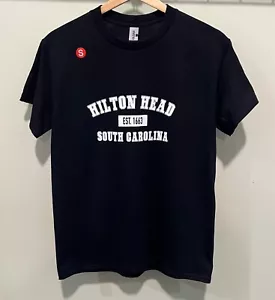 S
HILTON HEAD
EST. 1663
SOUTH CAROLINA